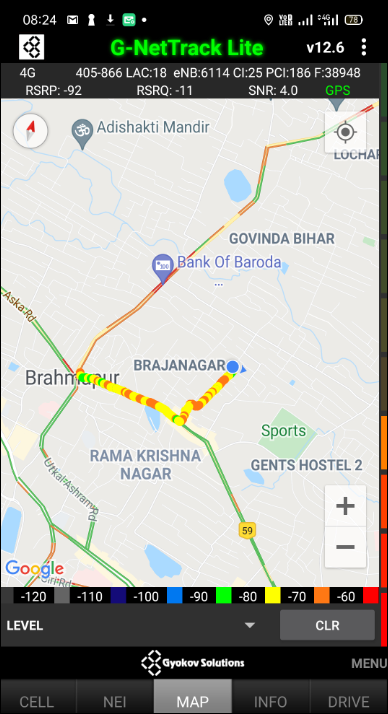 08:24
78
G-NetTrack Lite v12.6
4G 405-866 LAC:18 eNB:6114 CI:25 PCI:186 F:38948
RSRP: -92 RSRQ: -11 SNR: 4.0 GPS
Adishakti Mandir
LOCHAP
GOVINDA BIHAR
Bank Of Baroda
...
Aska Rd
BRAJANAGAR
Brahmapur
Sports
RAMA KRISHNA
NAGAR
GENTS HOSTEL 2
Utkal Ashram Rd
59
Google
Giri Rd
-120 -110 -100 -90 -80 -70 -60
LEVEL CLR
Gyokov Solutions MENU
CELL NEI MAP INFO DRIVE